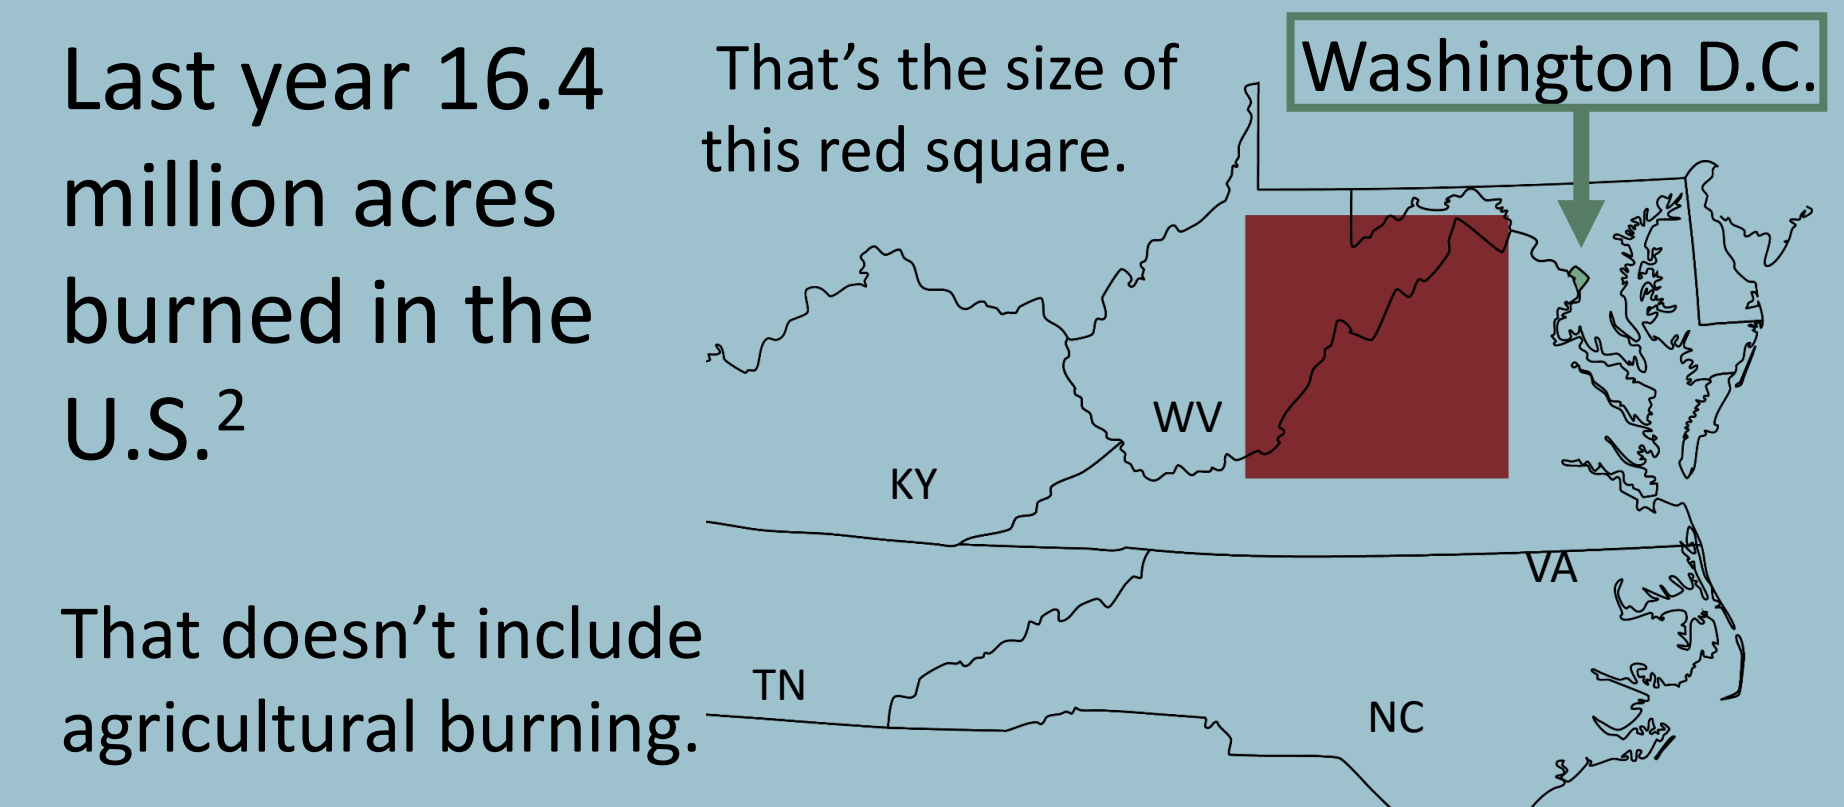 Last year 16.4
million acres
burned in the
U.S.²
That doesn’t include
agricultural burning.
That’s the size of
this red square.
Washington D.C.
WV
KY
VA
TN
NC